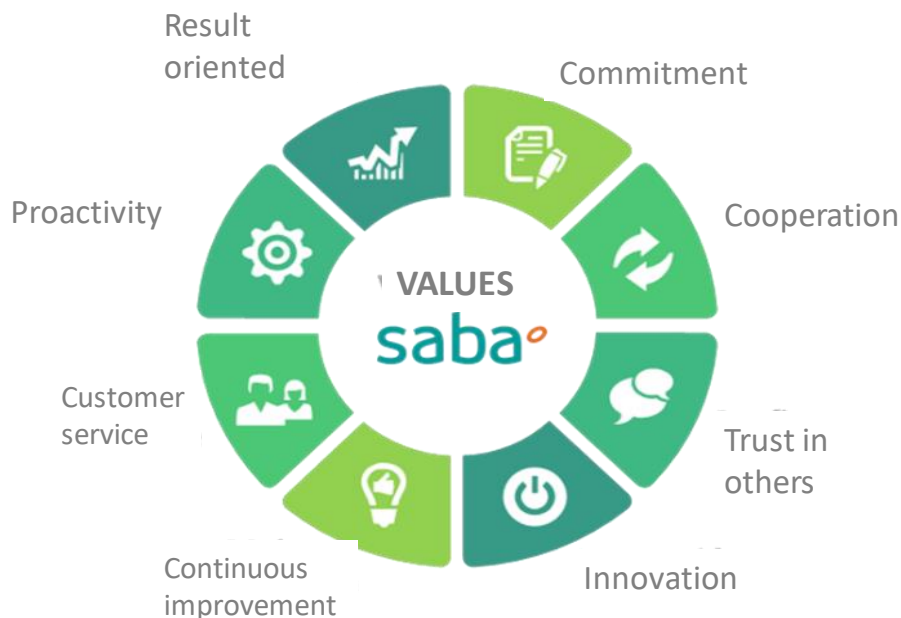 Result
oriented
Commitment
Proactivity
Cooperation
VALUES
saba
Customer
service
Trust in
others
Continuous
improvement
Innovation